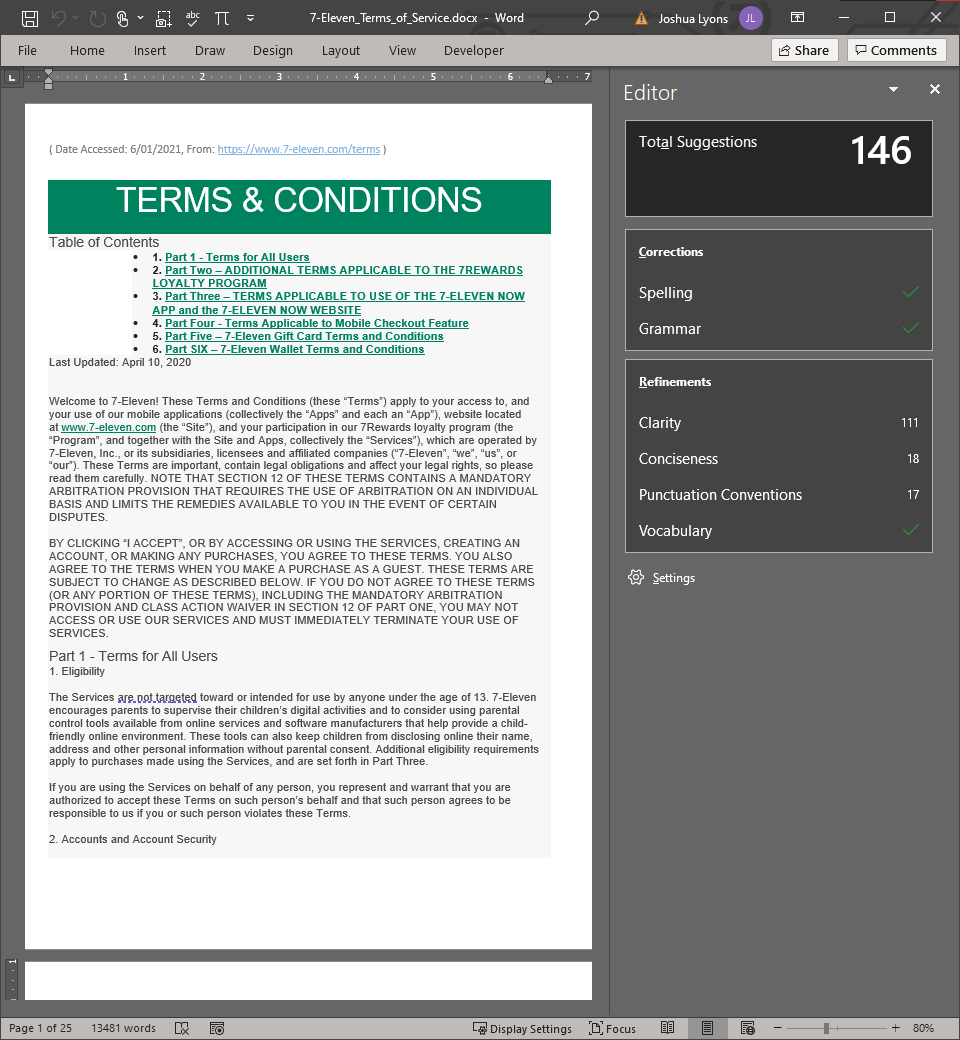 abc
7-Eleven_Terms_of_Service.docx - Word
Joshua Lyons
JL
File Home Insert Draw Design Layout View Developer
Share Comments
L
1 2 3 4 5 6 7
( Date Accessed: 6/01/2021, From: https://www.7-eleven.com/terms )
TERMS & CONDITIONS
Table of Contents
• 1. Part 1 - Terms for All Users
• 2. Part Two – ADDITIONAL TERMS APPLICABLE TO THE 7REWARDS
LOYALTY PROGRAM
• 3. Part Three – TERMS APPLICABLE TO USE OF THE 7-ELEVEN NOW
APP and the 7-ELEVEN NOW WEBSITE
• 4. Part Four - Terms Applicable to Mobile Checkout Feature
• 5. Part Five – 7-Eleven Gift Card Terms and Conditions
• 6. Part SIX – 7-Eleven Wallet Terms and Conditions
Last Updated: April 10, 2020
Welcome to 7-Eleven! These Terms and Conditions (these “Terms”) apply to your access to, and
your use of our mobile applications (collectively the “Apps” and each an “App”), website located
at www.7-eleven.com (the “Site”), and your participation in our 7Rewards loyalty program (the
“Program”, and together with the Site and Apps, collectively the “Services”), which are operated by
7-Eleven, Inc., or its subsidiaries, licensees and affiliated companies (“7-Eleven”, “we”, “us”, or
“our”). These Terms are important, contain legal obligations and affect your legal rights, so please
read them carefully. NOTE THAT SECTION 12 OF THESE TERMS CONTAINS A MANDATORY
ARBITRATION PROVISION THAT REQUIRES THE USE OF ARBITRATION ON AN INDIVIDUAL
BASIS AND LIMITS THE REMEDIES AVAILABLE TO YOU IN THE EVENT OF CERTAIN
DISPUTES.
BY CLICKING “I ACCEPT”, OR BY ACCESSING OR USING THE SERVICES, CREATING AN
ACCOUNT, OR MAKING ANY PURCHASES, YOU AGREE TO THESE TERMS. YOU ALSO
AGREE TO THE TERMS WHEN YOU MAKE A PURCHASE AS A GUEST. THESE TERMS ARE
SUBJECT TO CHANGE AS DESCRIBED BELOW. IF YOU DO NOT AGREE TO THESE TERMS
(OR ANY PORTION OF THESE TERMS), INCLUDING THE MANDATORY ARBITRATION
PROVISION AND CLASS ACTION WAIVER IN SECTION 12 OF PART ONE, YOU MAY NOT
ACCESS OR USE OUR SERVICES AND MUST IMMEDIATELY TERMINATE YOUR USE OF
SERVICES.
Part 1 - Terms for All Users
1. Eligibility
The Services are not targeted toward or intended for use by anyone under the age of 13. 7-Eleven
encourages parents to supervise their children’s digital activities and to consider using parental
control tools available from online services and software manufacturers that help provide a child-
friendly online environment. These tools can also keep children from disclosing online their name,
address and other personal information without parental consent. Additional eligibility requirements
apply to purchases made using the Services, and are set forth in Part Three.
If you are using the Services on behalf of any person, you represent and warrant that you are
authorized to accept these Terms on such person’s behalf and that such person agrees to be
responsible to us if you or such person violates these Terms.
2. Accounts and Account Security
Editor
Total Suggestions 146
Corrections
Spelling
Grammar
Refinements
Clarity 111
Conciseness 18
Punctuation Conventions 17
Vocabulary
Settings
1
Page 1 of 25 13481 words Display Settings Focus 80%